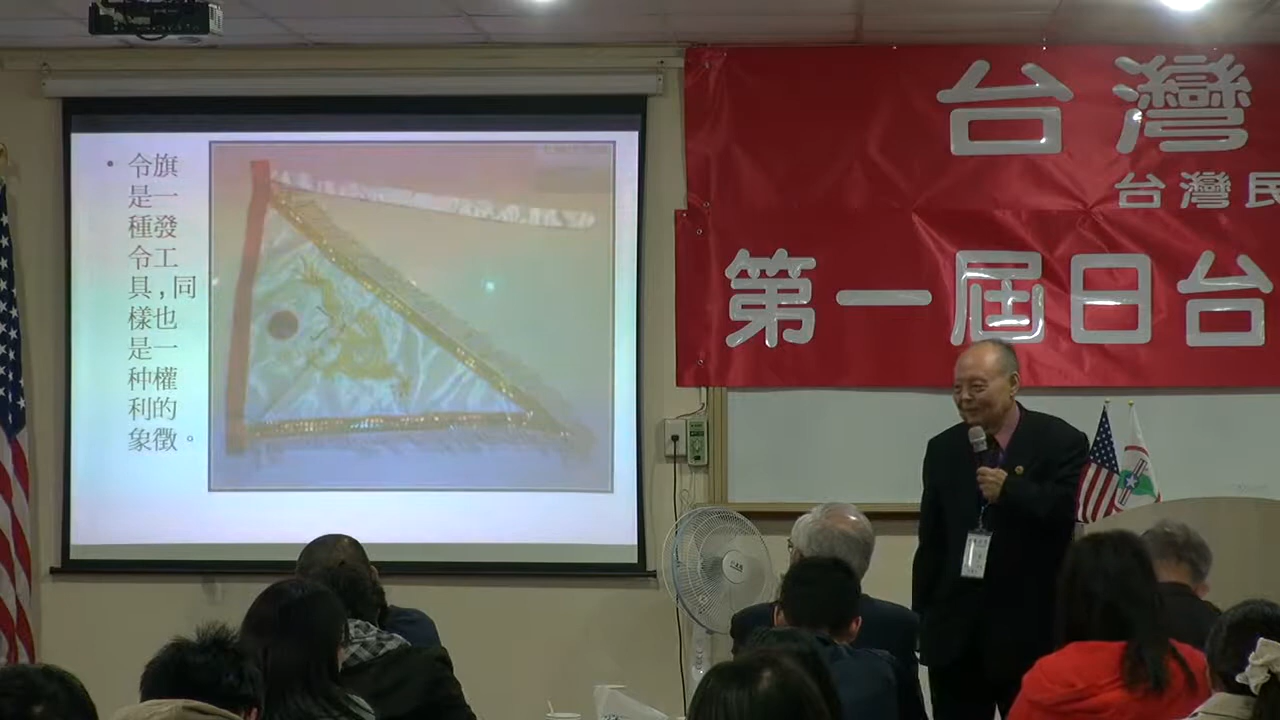 令旗
是一
種發
令工
具,同
樣也
是一
种權
利的
象徵。
台灣
台灣民
第一屆日台